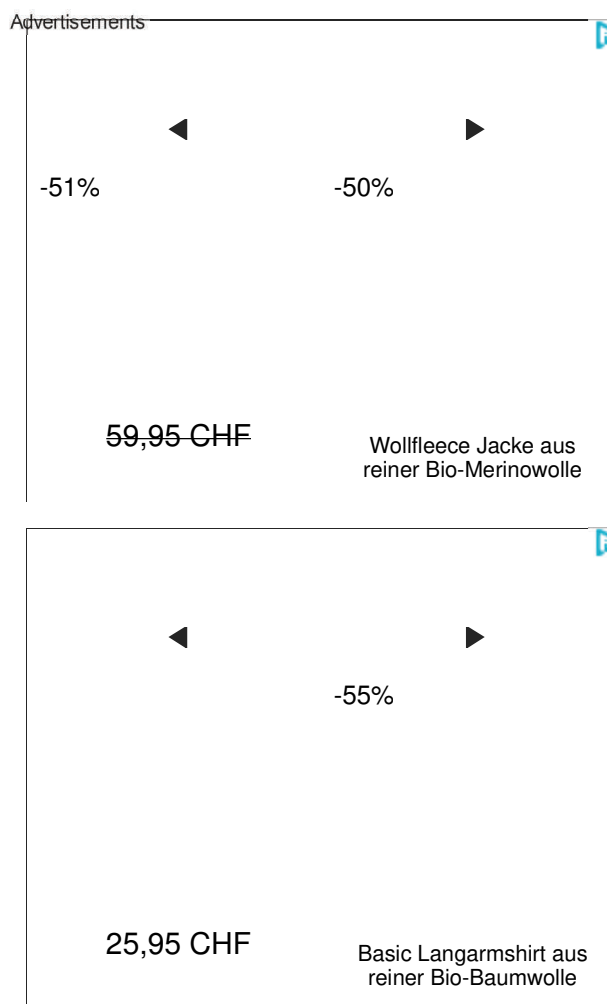 Advertisements
-51%
-50%
59,95 CHF
Wollfleece Jacke aus
reiner Bio-Merinowolle
-55%
25,95 CHF
Basic Langarmshirt aus
reiner Bio-Baumwolle